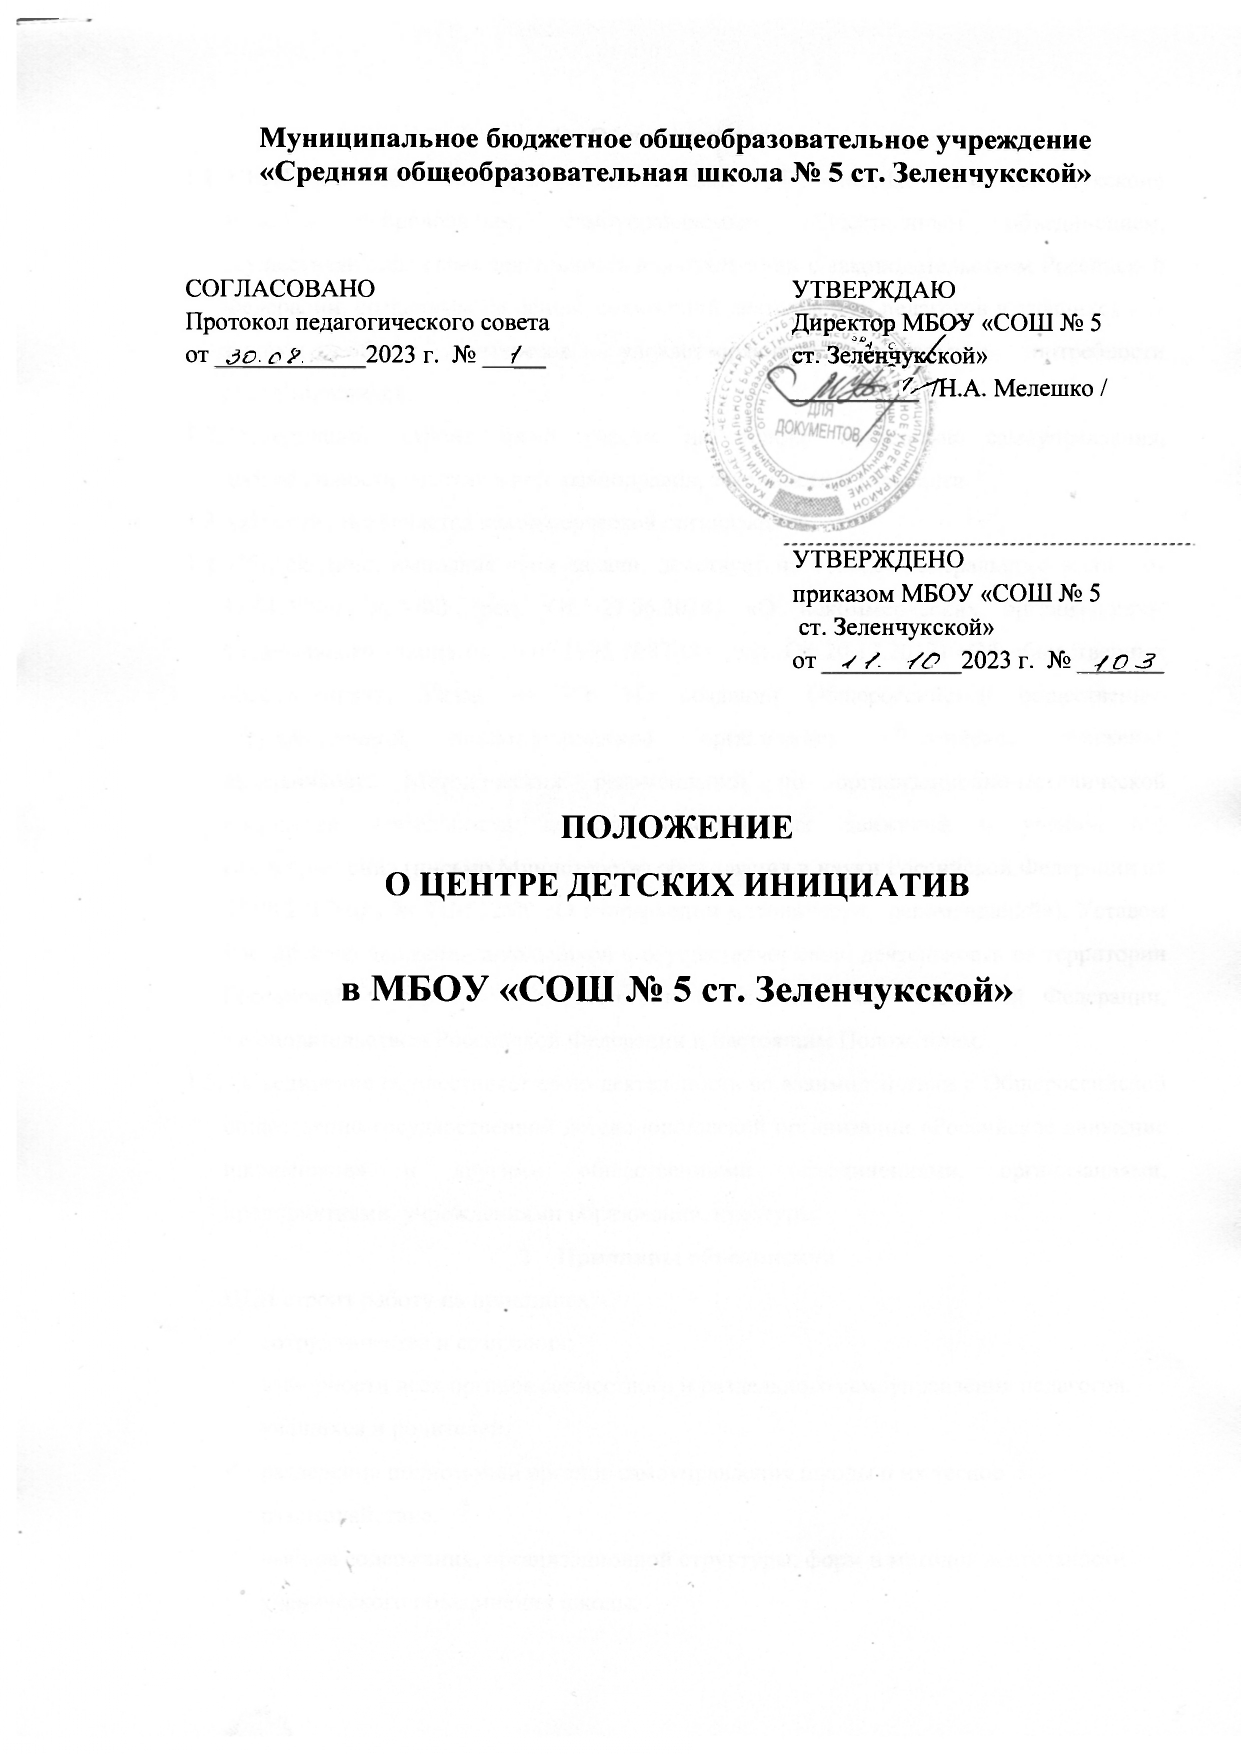 Муниципальное бюджетное общеобразовательное учреждение
«Средняя общеобразовательная школа № 5 ст. Зеленчукской»
СОГЛАСОВАНО
Протокол педагогического совета
от 30.08. 2023 г. № 1
УТВЕРЖДАЮ
Директор МБОУ «СОШ № 5
ст. Зеленчукской»
/Н.А. Мелешко /
ДЛЯ
ДОКУМЕНТОВ
УТВЕРЖДЕНО
приказом МБОУ «СОШ № 5
ст. Зеленчукской»
от 11. 10 2023 г. № 103
ПОЛОЖЕНИЕ
О ЦЕНТРЕ ДЕТСКИХ ИНИЦИАТИВ
в МБОУ «СОШ № 5 ст. Зеленчукской»